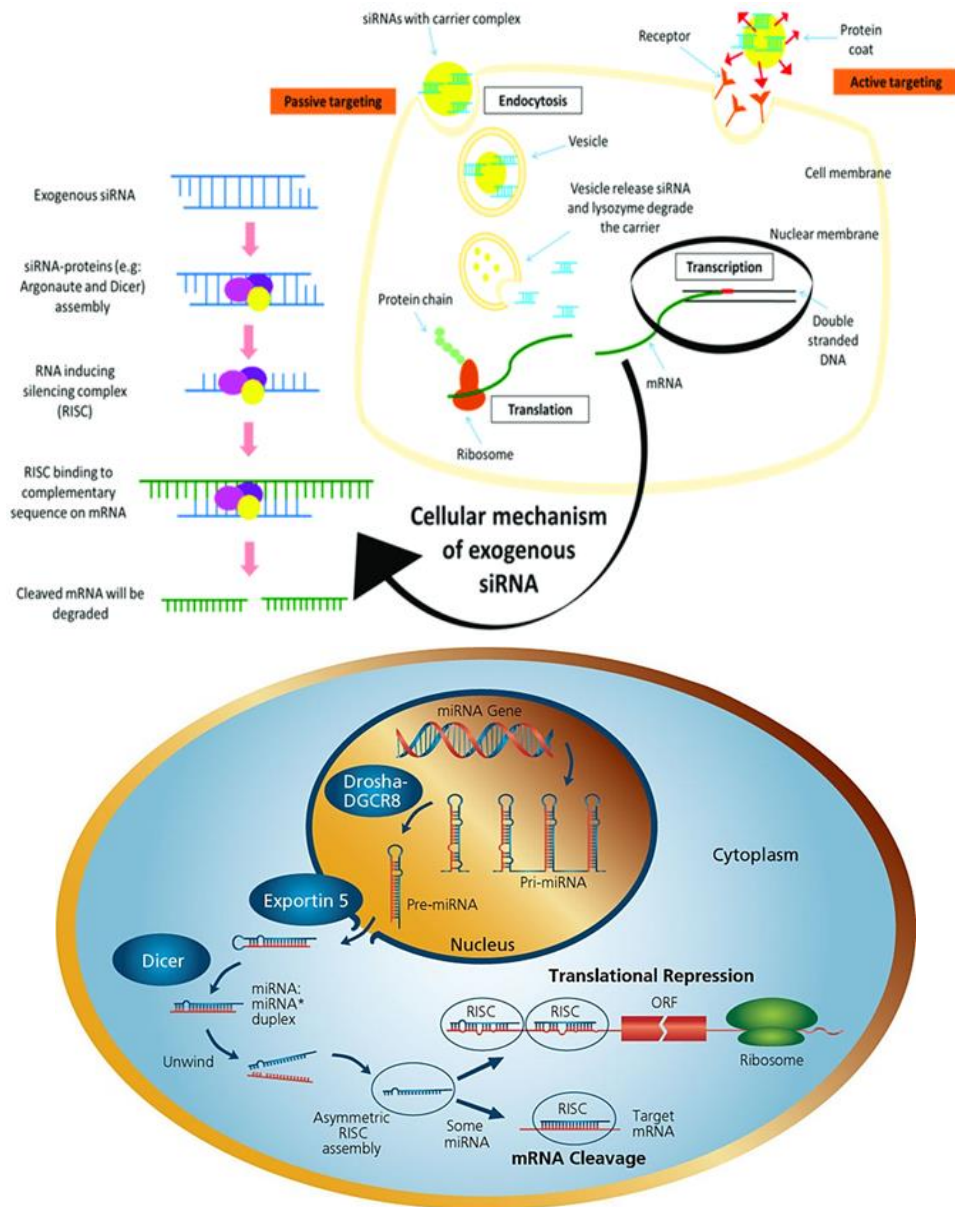 siRNAs with carrier complex
Passive targeting
Endocytosis
Receptor
Protein
coat
Active targeting
Vesicle
Cell membrane
Vesicle release siRNA
and lysozyme degrade
the carrier
Nuclear membrane
Transcription
Double
stranded
DNA
mRNA
Protein chain
Translation
Ribosome
Exogenous siRNA
siRNA-proteins (e.g:
Argonaute and Dicer)
assembly
RNA inducing
silencing complex
(RISC)
RISC binding to
complementary
sequence on mRNA
Cleaved mRNA will be
degraded
Cellular mechanism
of exogenous
siRNA
miRNA Gene
Drosha-
DGCR8
Pri-miRNA
Pre-miRNA
Exportin 5
Nucleus
Cytoplasm
Dicer
miRNA:
miRNA*
duplex
Unwind
Asymmetric
RISC
assembly
Some
miRNA
Translational Repression
RISC
RISC
ORF
Ribosome
RISC
Target
mRNA
mRNA Cleavage